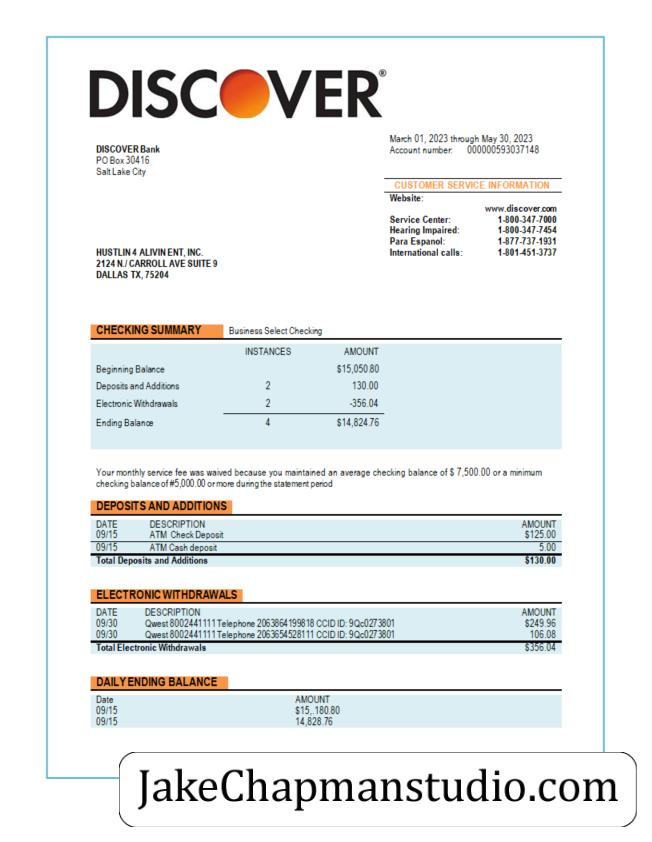 DISCOVER®
March 01, 2023 through May 30, 2023
Account number: 000000593037148
DISCOVER Bank
PO Box 30416
Salt Lake City
CUSTOMER SERVICE INFORMATION
Website:
www.discover.com
Service Center: 1-800-347-7000
Hearing Impaired: 1-800-347-7454
Para Espanol: 1-877-737-1931
International calls: 1-801-451-3737
HUSTLIN 4 ALIVIN ENT, INC.
2124 N./ CARROLL AVE SUITE 9
DALLAS TX, 75204
CHECKING SUMMARY Business Select Checking
INSTANCES AMOUNT
Beginning Balance $15,050.80
Deposits and Additions 2 130.00
Electronic Withdrawals 2 -356.04
Ending Balance 4 $14,824.76
Your monthly service fee was waived because you maintained an average checking balance of $ 7,500.00 or a minimum
checking balance of #5,000.00 or more during the statement period
DEPOSITS AND ADDITIONS
DATE DESCRIPTION AMOUNT
09/15 ATM Check Deposit $125.00
09/15 ATM Cash deposit 5.00
Total Deposits and Additions $130.00
ELECTRONIC WITHDRAWALS
DATE DESCRIPTION AMOUNT
09/30 Qwest 8002441111 Telephone 2063864199818 CCID ID: 9Qc0273801 $249.96
09/30 Qwest 8002441111 Telephone 2063654528111 CCID ID: 9Qc0273801 106.08
Total Electronic Withdrawals $356.04
DAILY ENDING BALANCE
Date AMOUNT
09/15 $15,.180.80
09/15 14,828.76
JakeChapmanstudio.com